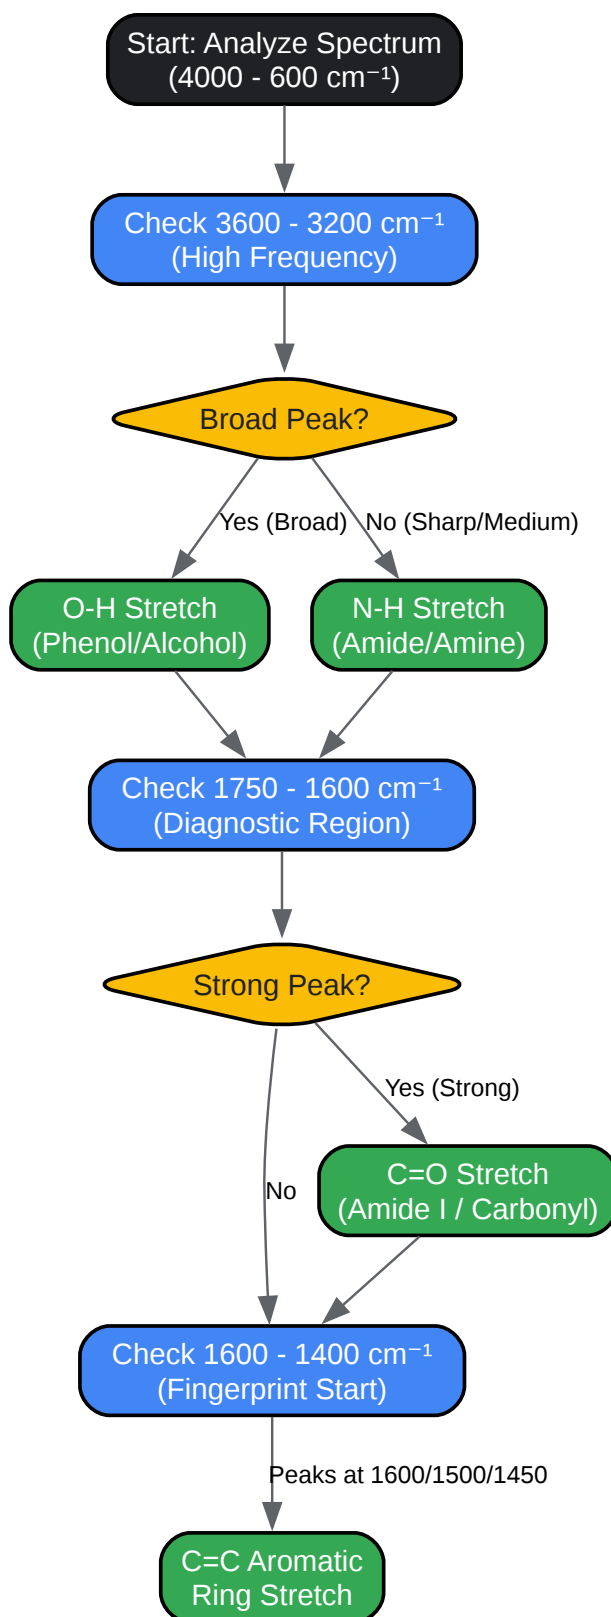 Start: Analyze Spectrum
(4000 - 600 cm⁻¹)
Check 3600 - 3200 cm⁻¹
(High Frequency)
Broad Peak?
Yes (Broad)
No (Sharp/Medium)
O-H Stretch
(Phenol/Alcohol)
N-H Stretch
(Amide/Amine)
Check 1750 - 1600 cm⁻¹
(Diagnostic Region)
Strong Peak?
Yes (Strong)
C=O Stretch
(Amide I / Carbonyl)
No
Check 1600 - 1400 cm⁻¹
(Fingerprint Start)
Peaks at 1600/1500/1450
C=C Aromatic
Ring Stretch